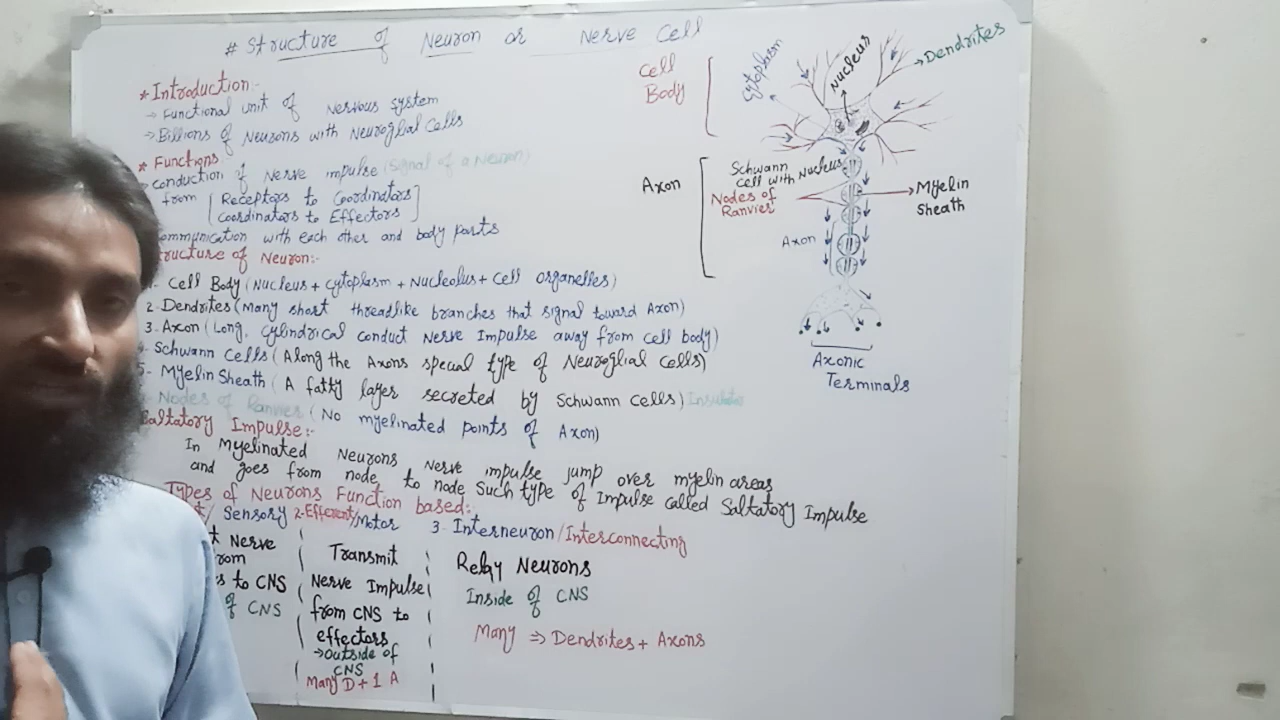 # Structure of Neuron or Nerve Cell
* Introduction:-
→ Functional unit of Nervous system
→ Billions of Neurons with Neuroglial Cells
* Functions
→ conduction of Nerve impulse (Signal of a Neuron)
from [Receptors to Coordinators
Coordinators to Effectors]
ommunication with each other and body parts
tructure of Neuron:-
1- Cell Body (Nucleus + cytoplasm + Nucleolus + cell organelles)
2- Dendrites (Many short threadlike branches that signal toward Axon)
3. Axon (Long, Cylindrical conduct Nerve Impulse away from cell body)
4- Schwann Cells (Along the Axons special type of Neuroglial cells)
5- Myelin Sheath (A fatty layer secreted by Schwann cells) Insulator
Nodes of Ranvier (No myelinated points of Axon)
Saltatory Impulse:-
In Myelinated Neurons Nerve impulse jump over myelin areas
and goes from node to node Such type of Impulse called Saltatory Impulse
Types of Neurons Function based:
/ Sensory 2-Efferent/Motor 3- Interneuron/Interconnecting
t Nerve
rom
s to CNS
of CNS
Transmit
Nerve Impulse
from CNS to
effectors
→outside of
CNS
Many D + 1 A
Relay Neurons
Inside of CNS
Many ⇒ Dendrites + Axons
Cell
Body
Cytoplasm
Nucleus
→Dendrites
Axon
Schwann
cell with Nucleus
Nodes of
Ranvier
Myelin
Sheath
Axon
Axonic
Terminals